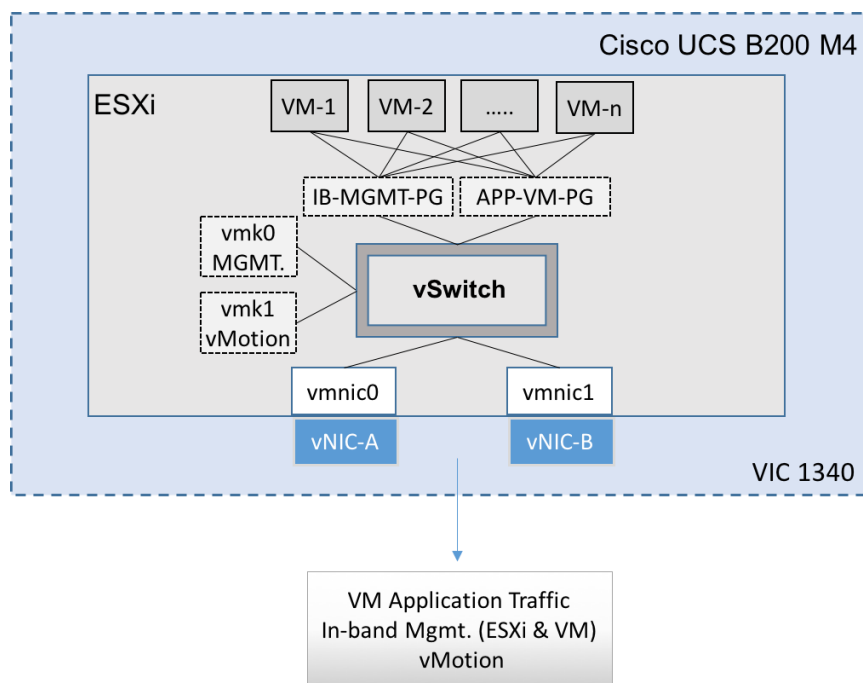 Cisco UCS B200 M4
ESXi
VM-1
VM-2
.....
VM-n
IB-MGMT-PG
APP-VM-PG
vmk0
MGMT.
vSwitch
vmk1
vMotion
vmnic0
vmnic1
vNIC-A
vNIC-B
VIC 1340
VM Application Traffic
In-band Mgmt. (ESXi & VM)
vMotion